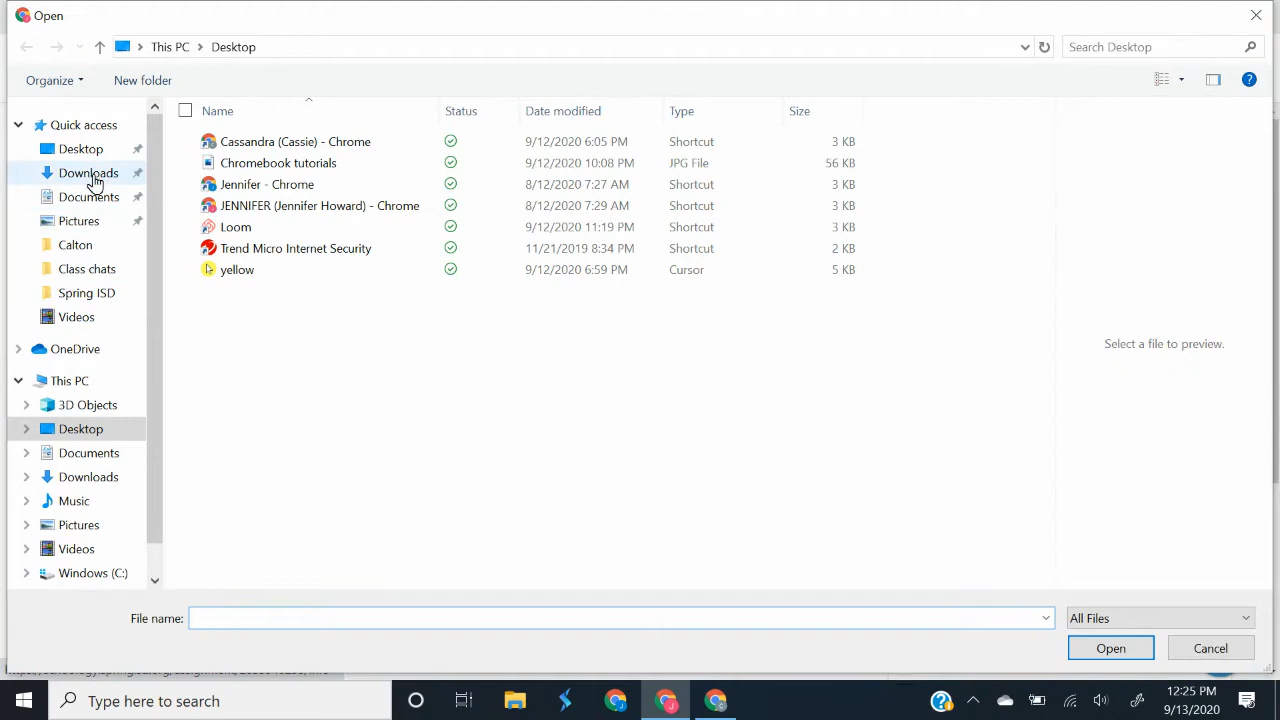 Open
This PC > Desktop
Search Desktop
Organize
New folder
Name
Status
Date modified
Type
Size
Quick access
Desktop
Downloads
Documents
Pictures
Calton
Class chats
Spring ISD
Videos
OneDrive
This PC
3D Objects
Desktop
Documents
Downloads
Music
Pictures
Videos
Windows (C:)
Cassandra (Cassie) - Chrome 9/12/2020 6:05 PM Shortcut 3 KB
Chromebook tutorials 9/12/2020 10:08 PM JPG File 56 KB
Jennifer - Chrome 8/12/2020 7:27 AM Shortcut 3 KB
JENNIFER (Jennifer Howard) - Chrome 8/12/2020 7:29 AM Shortcut 3 KB
Loom 9/12/2020 11:19 PM Shortcut 3 KB
Trend Micro Internet Security 11/21/2019 8:34 PM Shortcut 2 KB
yellow 9/12/2020 6:59 PM Cursor 5 KB
Select a file to preview.
File name:
All Files
Open
Cancel
Type here to search
12:25 PM
9/13/2020